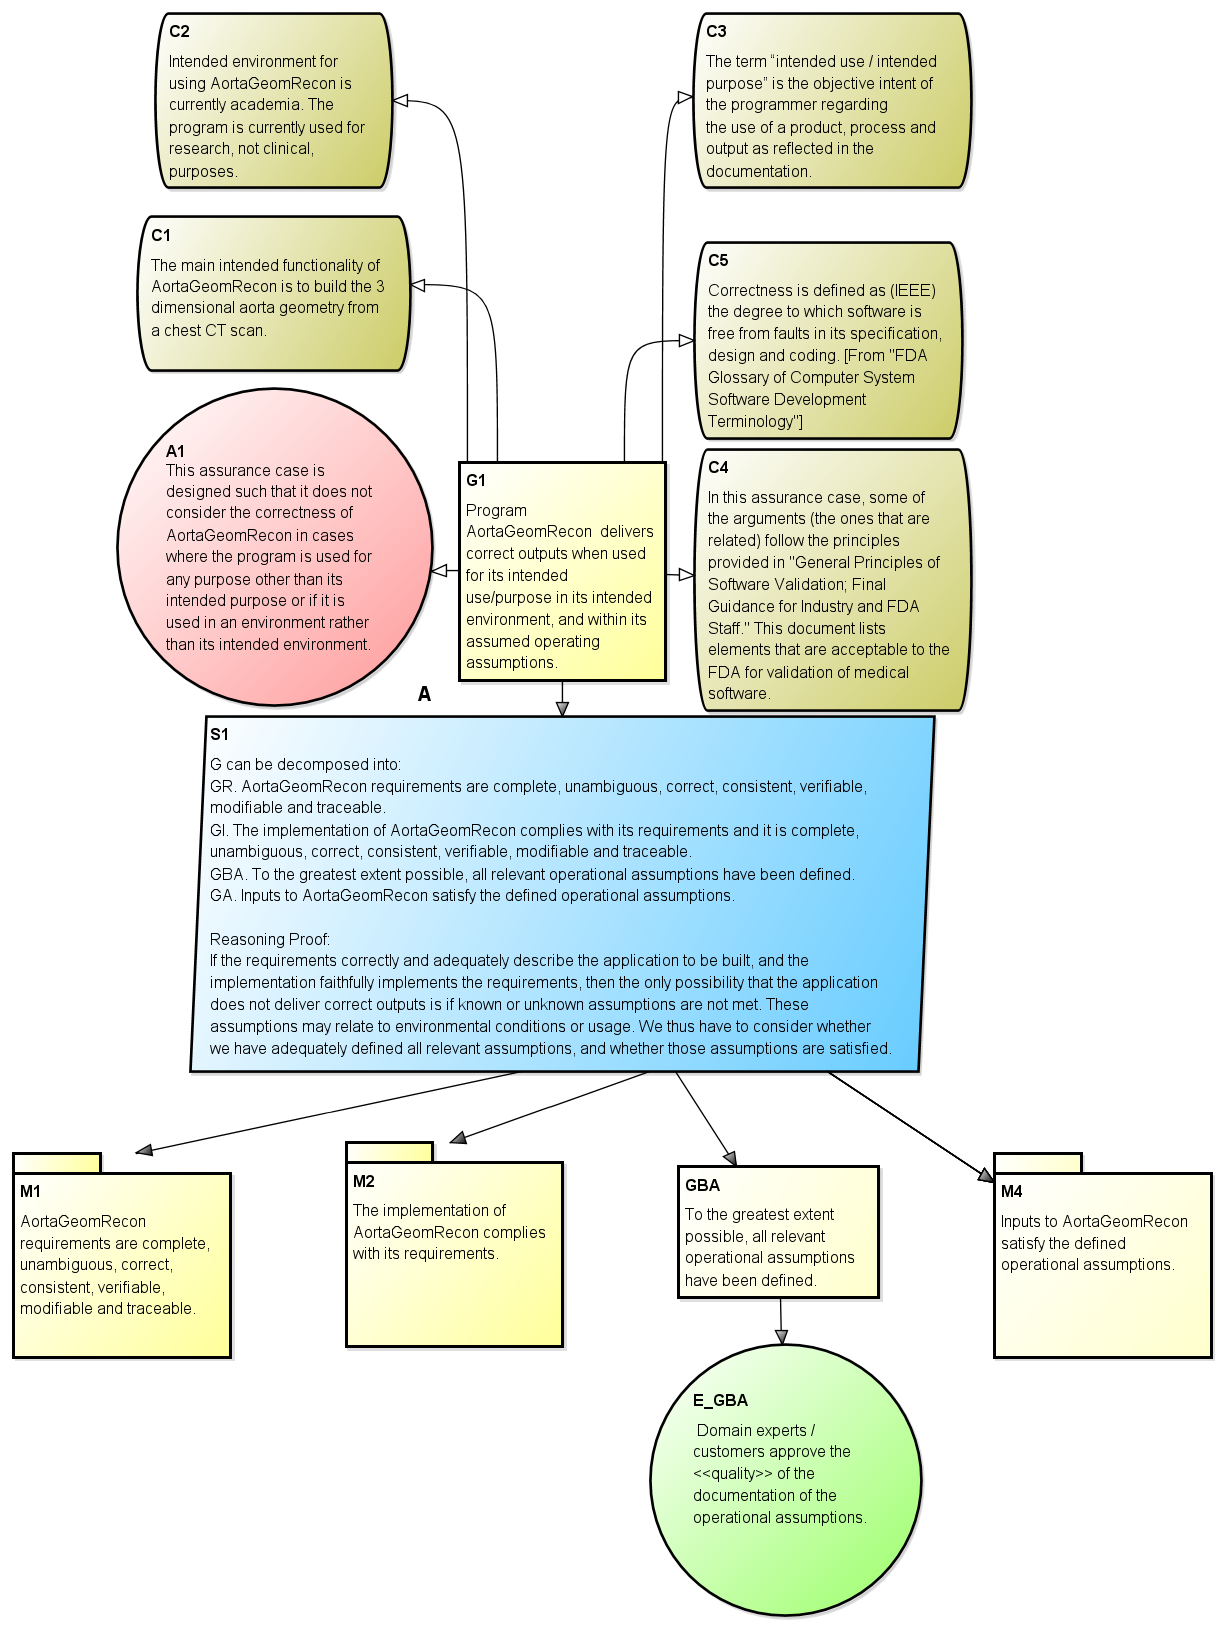 C2
Intended environment for
using AortaGeomRecon is
currently academia. The
program is currently used for
research, not clinical,
purposes.
C3
The term “intended use / intended
purpose” is the objective intent of
the programmer regarding
the use of a product, process and
output as reflected in the
documentation.
C1
The main intended functionality of
AortaGeomRecon is to build the 3
dimensional aorta geometry from
a chest CT scan.
C5
Correctness is defined as (IEEE)
the degree to which software is
free from faults in its specification,
design and coding. [From "FDA
Glossary of Computer System
Software Development
Terminology"]
A1
This assurance case is
designed such that it does not
consider the correctness of
AortaGeomRecon in cases
where the program is used for
any purpose other than its
intended purpose or if it is
used in an environment rather
than its intended environment.
A
G1
Program
AortaGeomRecon  delivers
correct outputs when used
for its intended
use/purpose in its intended
environment, and within its
assumed operating
assumptions.
C4
In this assurance case, some of
the arguments (the ones that are
related) follow the principles
provided in "General Principles of
Software Validation; Final
Guidance for Industry and FDA
Staff." This document lists
elements that are acceptable to the
FDA for validation of medical
software.
S1
G can be decomposed into:
GR. AortaGeomRecon requirements are complete, unambiguous, correct, consistent, verifiable,
modifiable and traceable.
GI. The implementation of AortaGeomRecon complies with its requirements and it is complete,
unambiguous, correct, consistent, verifiable, modifiable and traceable.
GBA. To the greatest extent possible, all relevant operational assumptions have been defined.
GA. Inputs to AortaGeomRecon satisfy the defined operational assumptions.
Reasoning Proof:
If the requirements correctly and adequately describe the application to be built, and the
implementation faithfully implements the requirements, then the only possibility that the application
does not deliver correct outputs is if known or unknown assumptions are not met. These
assumptions may relate to environmental conditions or usage. We thus have to consider whether
we have adequately defined all relevant assumptions, and whether those assumptions are satisfied.
M1
AortaGeomRecon
requirements are complete,
unambiguous, correct,
consistent, verifiable,
modifiable and traceable.
M2
The implementation of
AortaGeomRecon complies
with its requirements.
GBA
To the greatest extent
possible, all relevant
operational assumptions
have been defined.
M4
Inputs to AortaGeomRecon
satisfy the defined
operational assumptions.
E_GBA
Domain experts /
customers approve the
<<quality>> of the
documentation of the
operational assumptions.